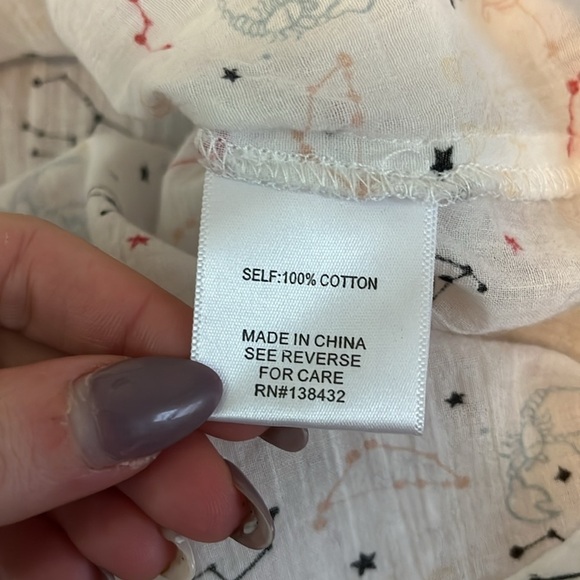 SELF:100% COTTON
MADE IN CHINA
SEE REVERSE
FOR CARE
RN#138432